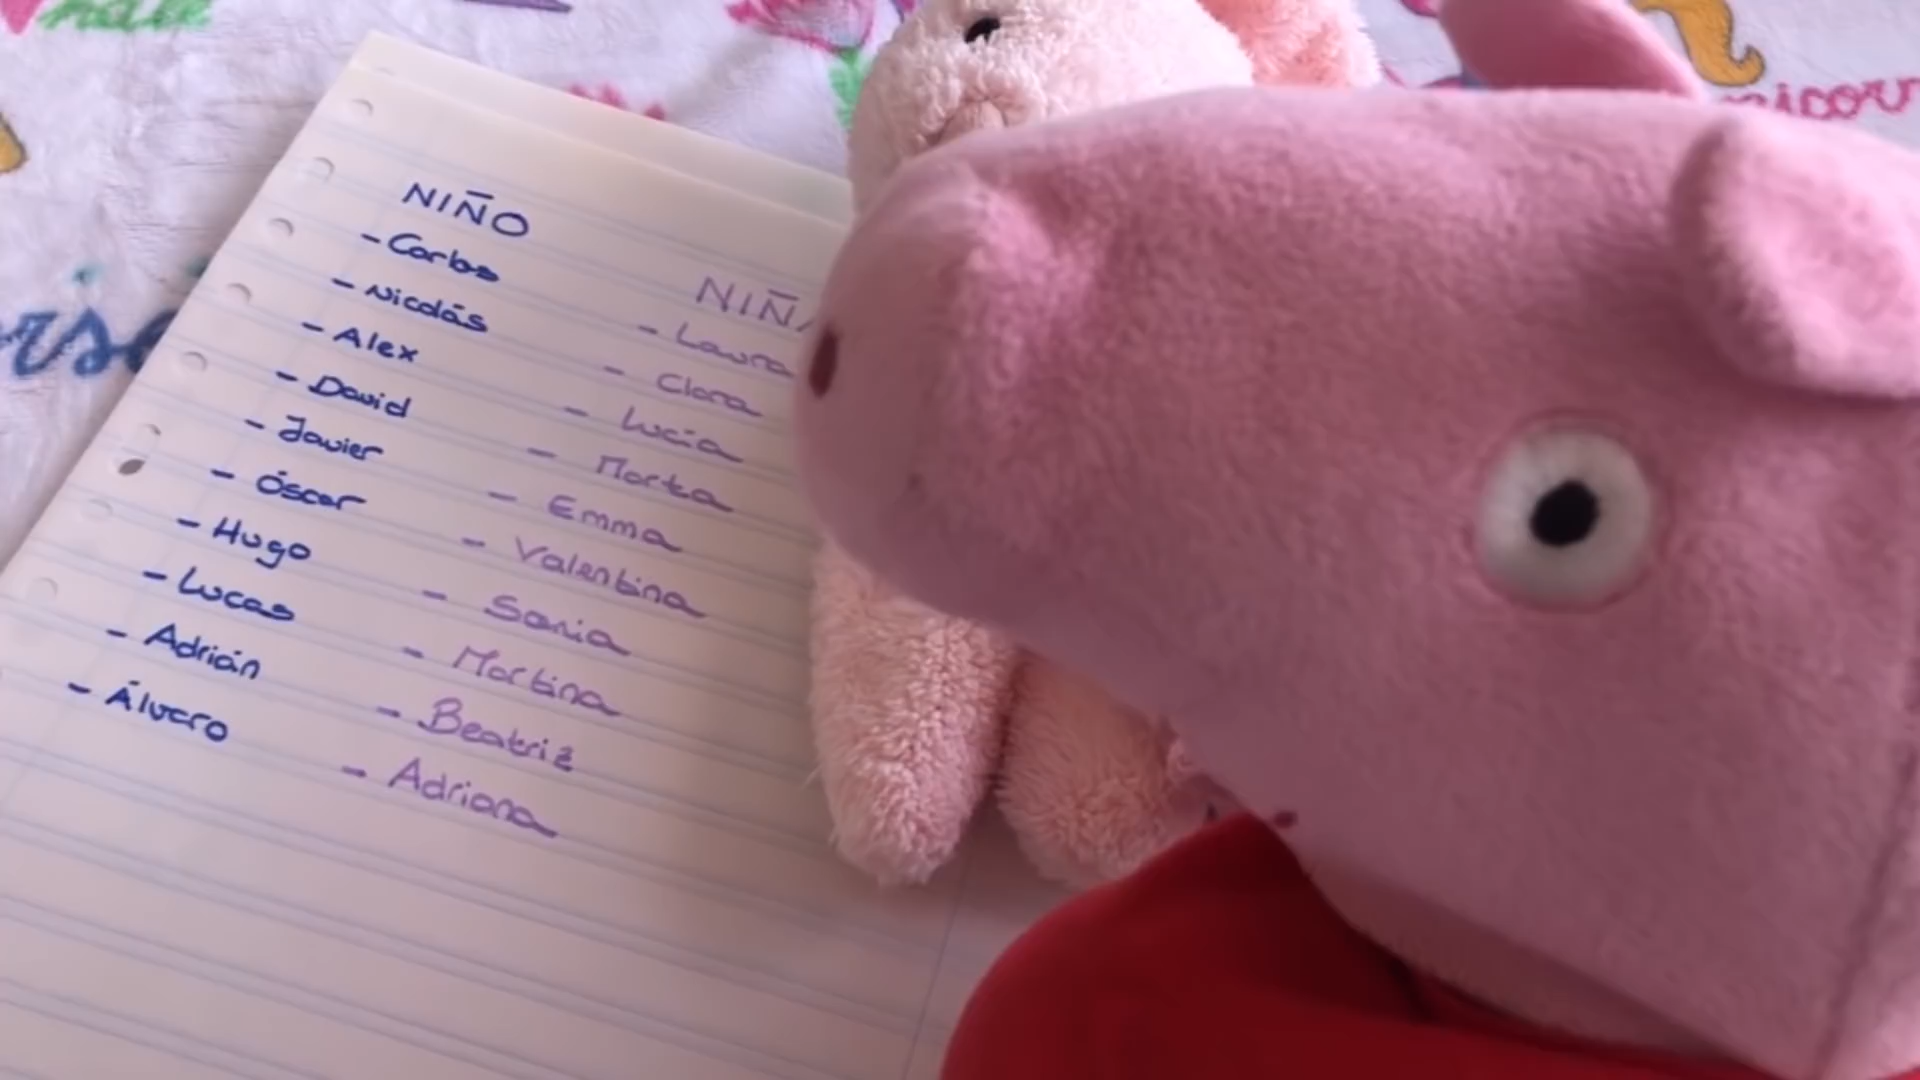 NIÑO
- Carlos
- Nicolás
- Alex
- David
- Javier
- Óscar
- Hugo
- Lucas
- Adrián
- Álvaro
NIÑA
- Laura
- Clara
- Lucía
- Marta
- Emma
- Valentina
- Sonia
- Martina
- Beatriz
- Adriana